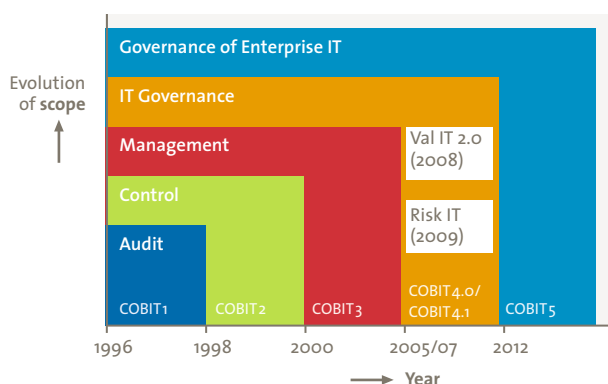 Governance of Enterprise IT
Evolution
of scope
IT Governance
Management
Val IT 2.0
(2008)
Control
Risk IT
(2009)
Audit
COBIT1
COBIT2
COBIT3
COBIT4.0/
COBIT4.1
COBIT5
1996
1998
2000
2005/07
2012
Year